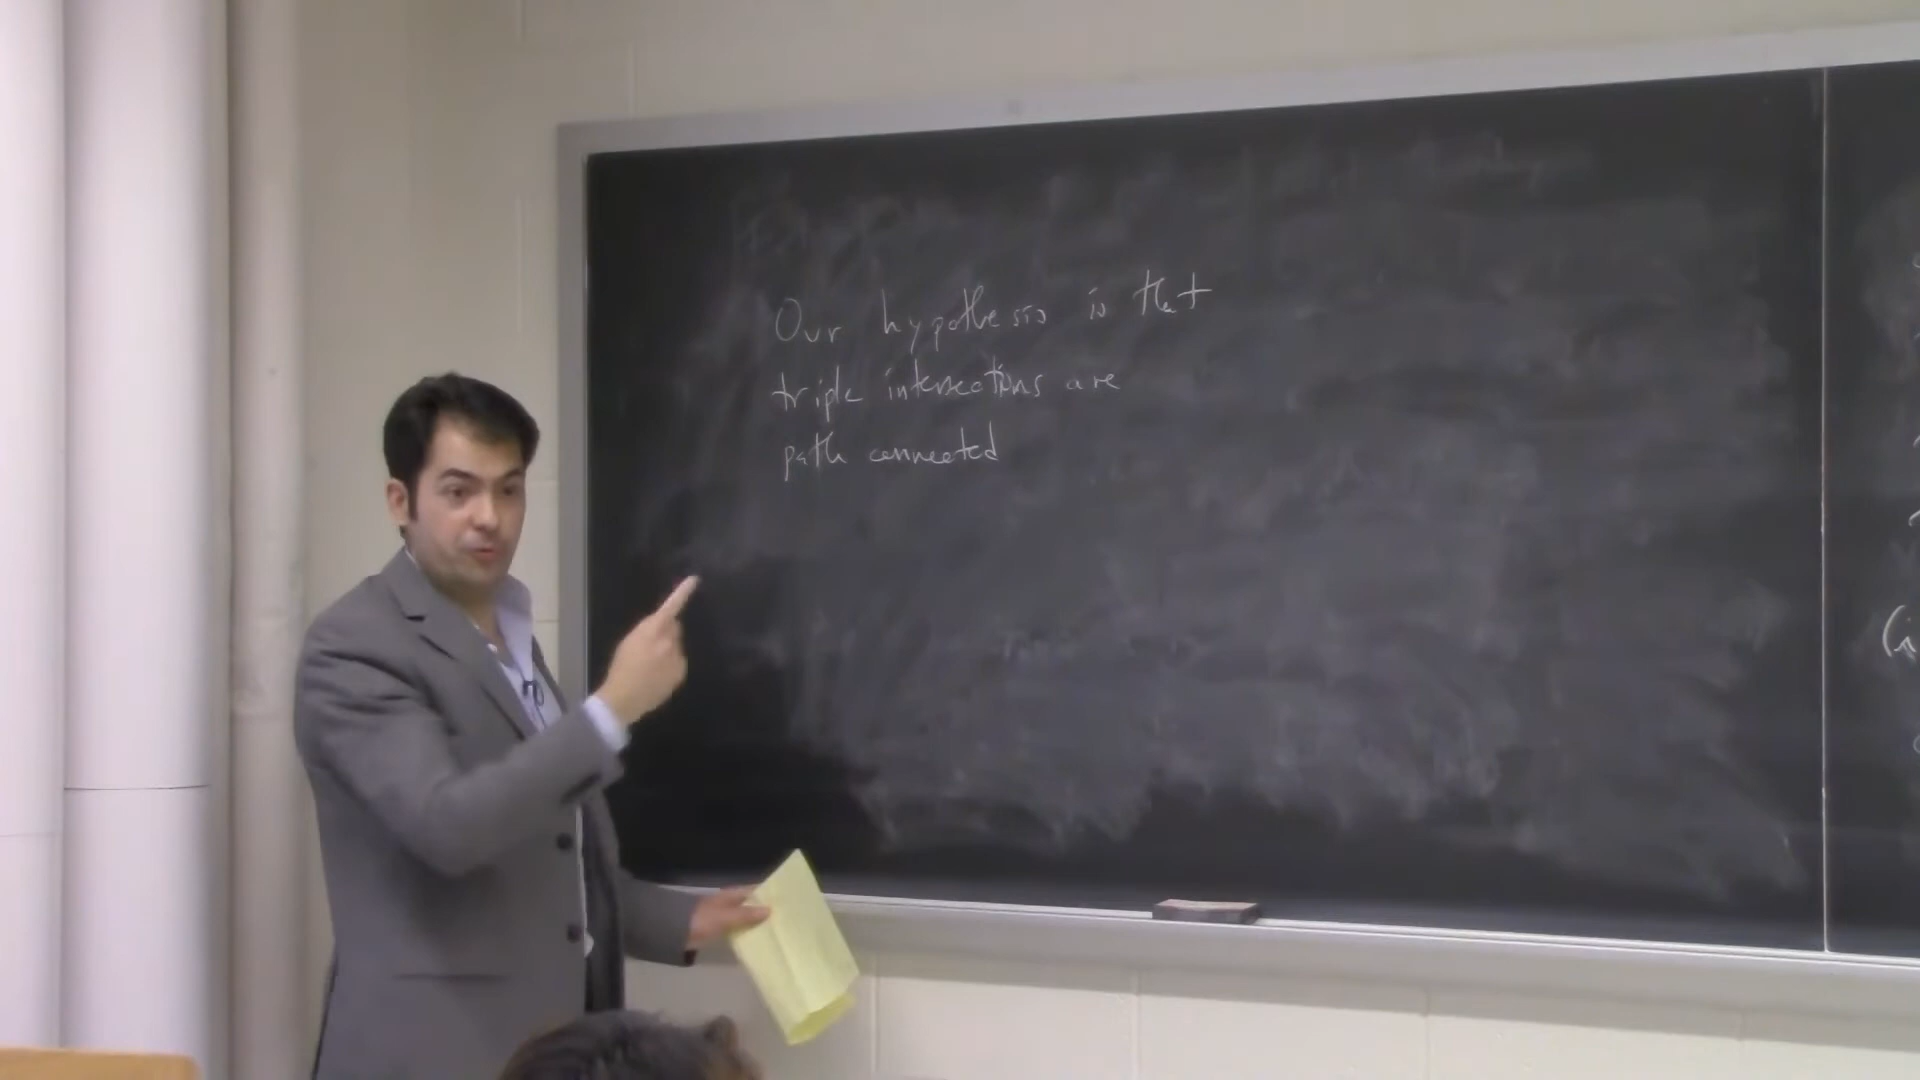 Our hypothesis is that
triple intersections are
path connected
(i